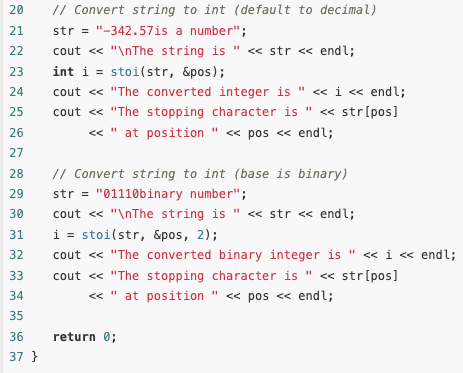 20 // Convert string to int (default to decimal)
21 str = "-342.57is a number";
22 cout << "\nThe string is " << str << endl;
23 int i = stoi(str, &pos);
24 cout << "The converted integer is " << i << endl;
25 cout << "The stopping character is " << str[pos]
26 << " at position " << pos << endl;
27
28 // Convert string to int (base is binary)
29 str = "01110binary number";
30 cout << "\nThe string is " << str << endl;
31 i = stoi(str, &pos, 2);
32 cout << "The converted binary integer is " << i << endl;
33 cout << "The stopping character is " << str[pos]
34 << " at position " << pos << endl;
35
36 return 0;
37 }